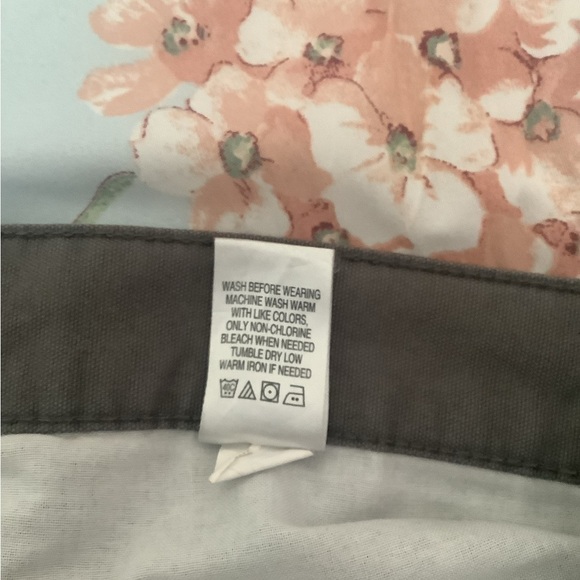 WASH BEFORE WEARING
MACHINE WASH WARM
WITH LIKE COLORS,
ONLY NON-CHLORINE
BLEACH WHEN NEEDED
TUMBLE DRY LOW
WARM IRON IF NEEDED
40C